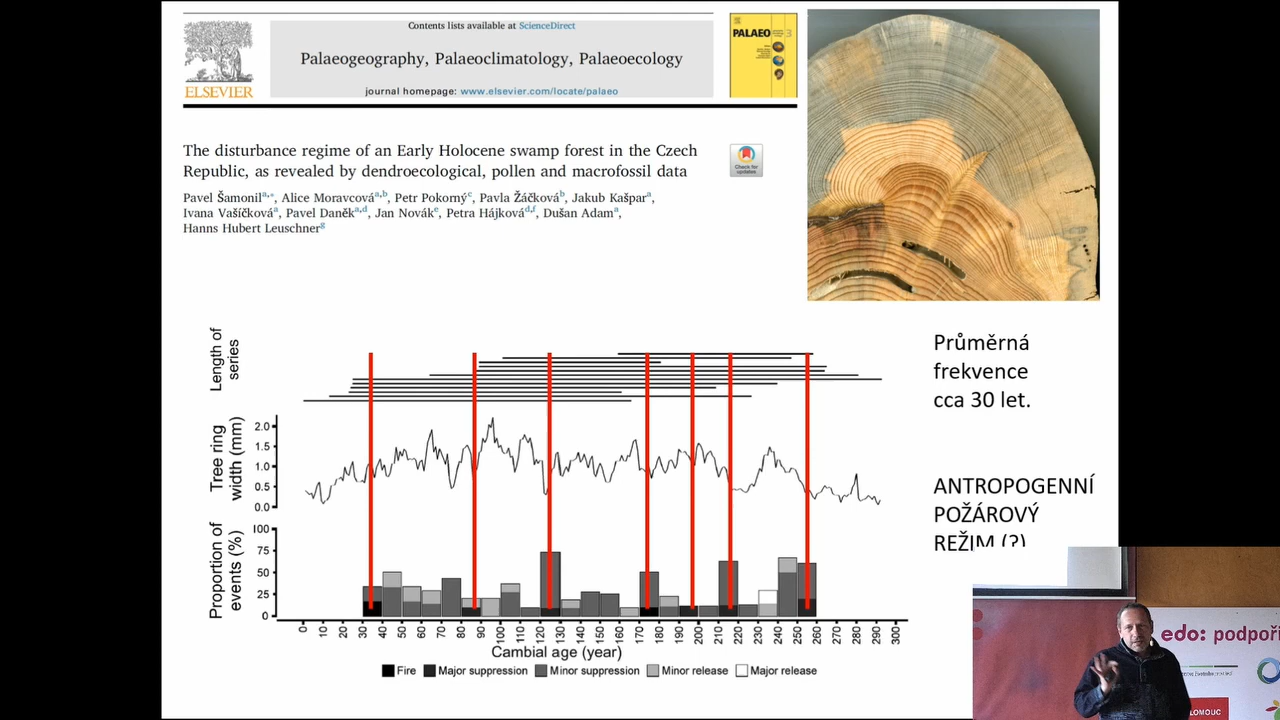 Contents lists available at ScienceDirect
Palaeogeography, Palaeoclimatology, Palaeoecology
journal homepage: www.elsevier.com/locate/palaeo
ELSEVIER
PALAEO 3
The disturbance regime of an Early Holocene swamp forest in the Czech
Republic, as revealed by dendroecological, pollen and macrofossil data
Check for
updates
Pavel Šamonil a,*, Alice Moravcová a,b, Petr Pokorný c, Pavla Žáčková b, Jakub Kašpar a,
Ivana Vašíčková a, Pavel Daněk a,d, Jan Novák e, Petra Hájková d,f, Dušan Adam a,
Hanns Hubert Leuschner g
Length of
series
Tree ring
width (mm)
2.0
1.5
1.0
0.5
0.0
Proportion of
events (%)
100
75
50
25
0
0 10 20 30 40 50 60 70 80 90 100 110 120 130 140 150 160 170 180 190 200 210 220 230 240 250 260 270 280 290 300
Cambial age (year)
Fire Major suppression Minor suppression Minor release Major release
Průměrná
frekvence
cca 30 let.
ANTROPOGENNÍ
POŽÁROVÝ
REŽIM (?)
edo: podpoří
LOMOUC